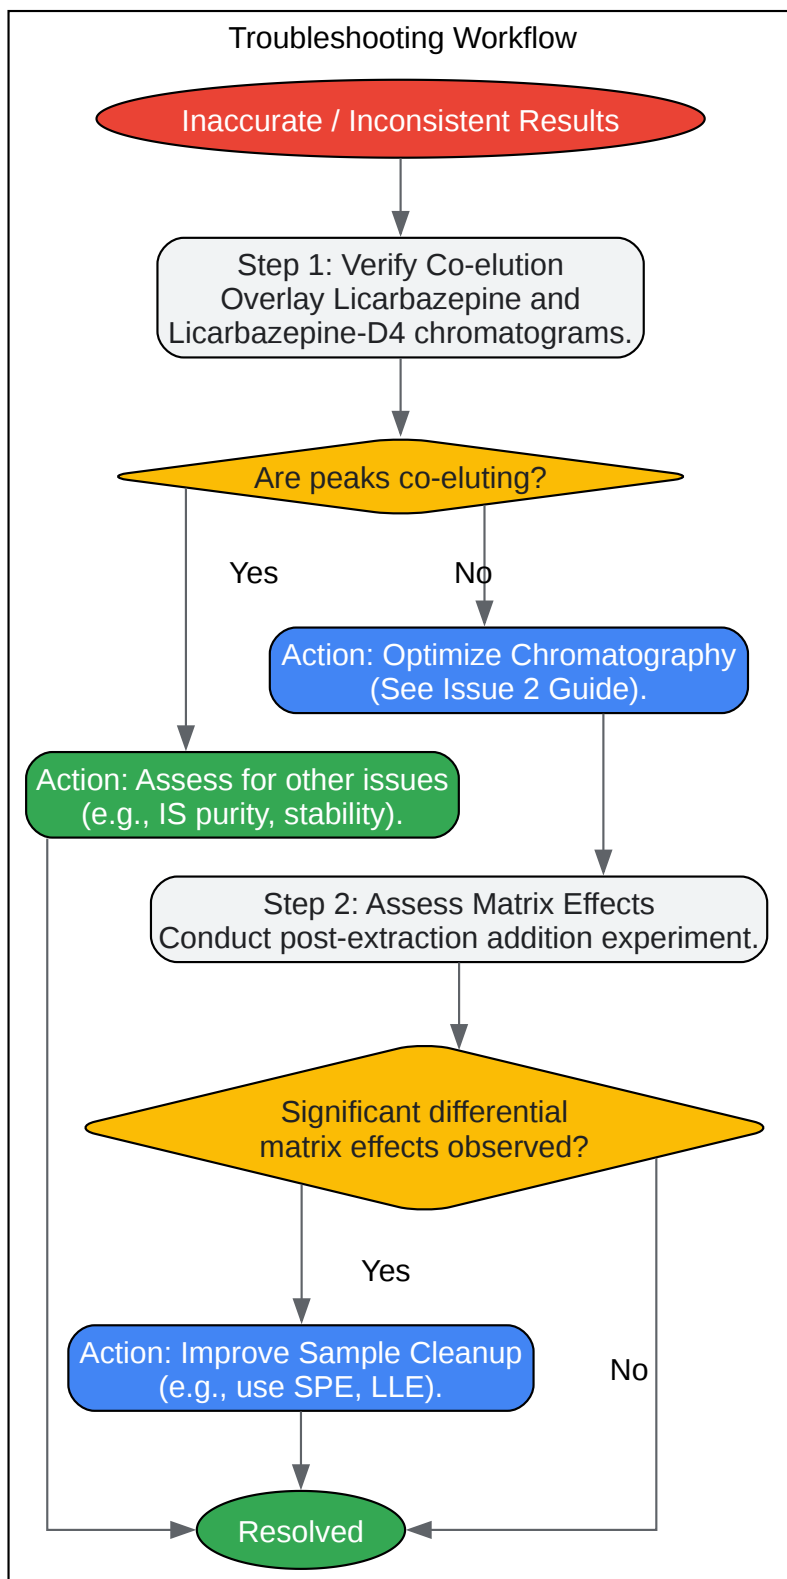 Troubleshooting Workflow
Inaccurate / Inconsistent Results
Step 1: Verify Co-elution
Overlay Licarbazepine and
Licarbazepine-D4 chromatograms.
Are peaks co-eluting?
Yes
No
Action: Optimize Chromatography
(See Issue 2 Guide).
Action: Assess for other issues
(e.g., IS purity, stability).
Step 2: Assess Matrix Effects
Conduct post-extraction addition experiment.
Significant differential
matrix effects observed?
Yes
Action: Improve Sample Cleanup
(e.g., use SPE, LLE).
No
Resolved